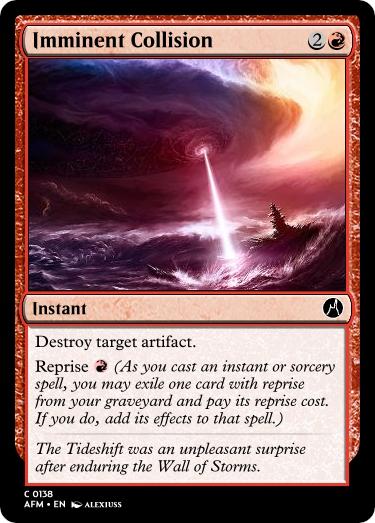 Imminent Collision 2
Instant
Destroy target artifact.
Reprise (As you cast an instant or sorcery
spell, you may exile one card with reprise
from your graveyard and pay its reprise cost.
If you do, add its effects to that spell.)
The Tideshift was an unpleasant surprise
after enduring the Wall of Storms.
C 0138
AFM • EN ALEXIUSS